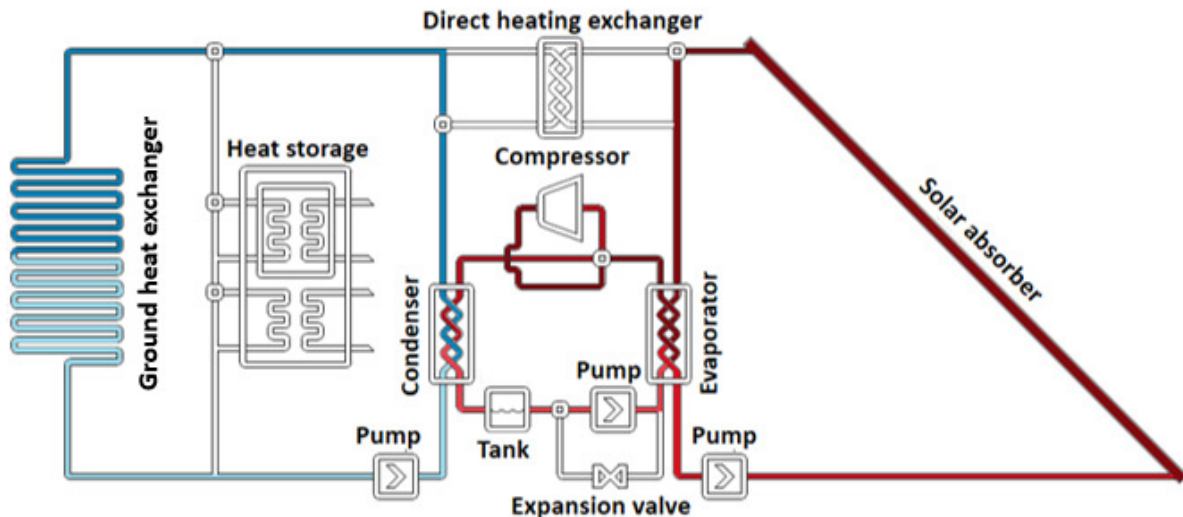 Direct heating exchanger
Heat storage
Compressor
Ground heat exchanger
Solar absorber
Condenser
Evaporator
Pump
Pump
Tank
Pump
Expansion valve